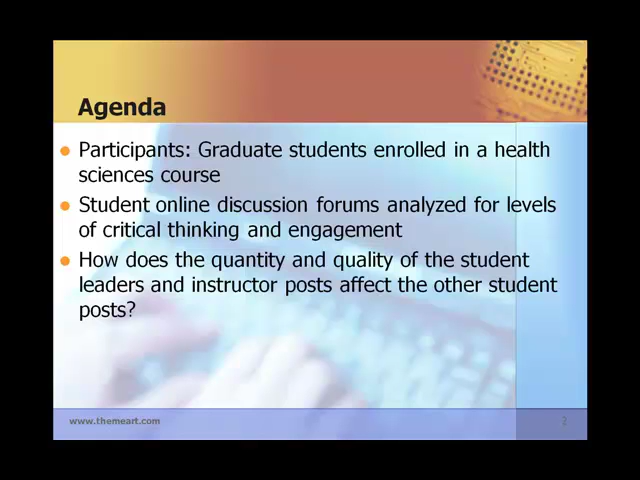 Agenda
Participants: Graduate students enrolled in a health
sciences course
Student online discussion forums analyzed for levels
of critical thinking and engagement
How does the quantity and quality of the student
leaders and instructor posts affect the other student
posts?
www.themeart.com
2